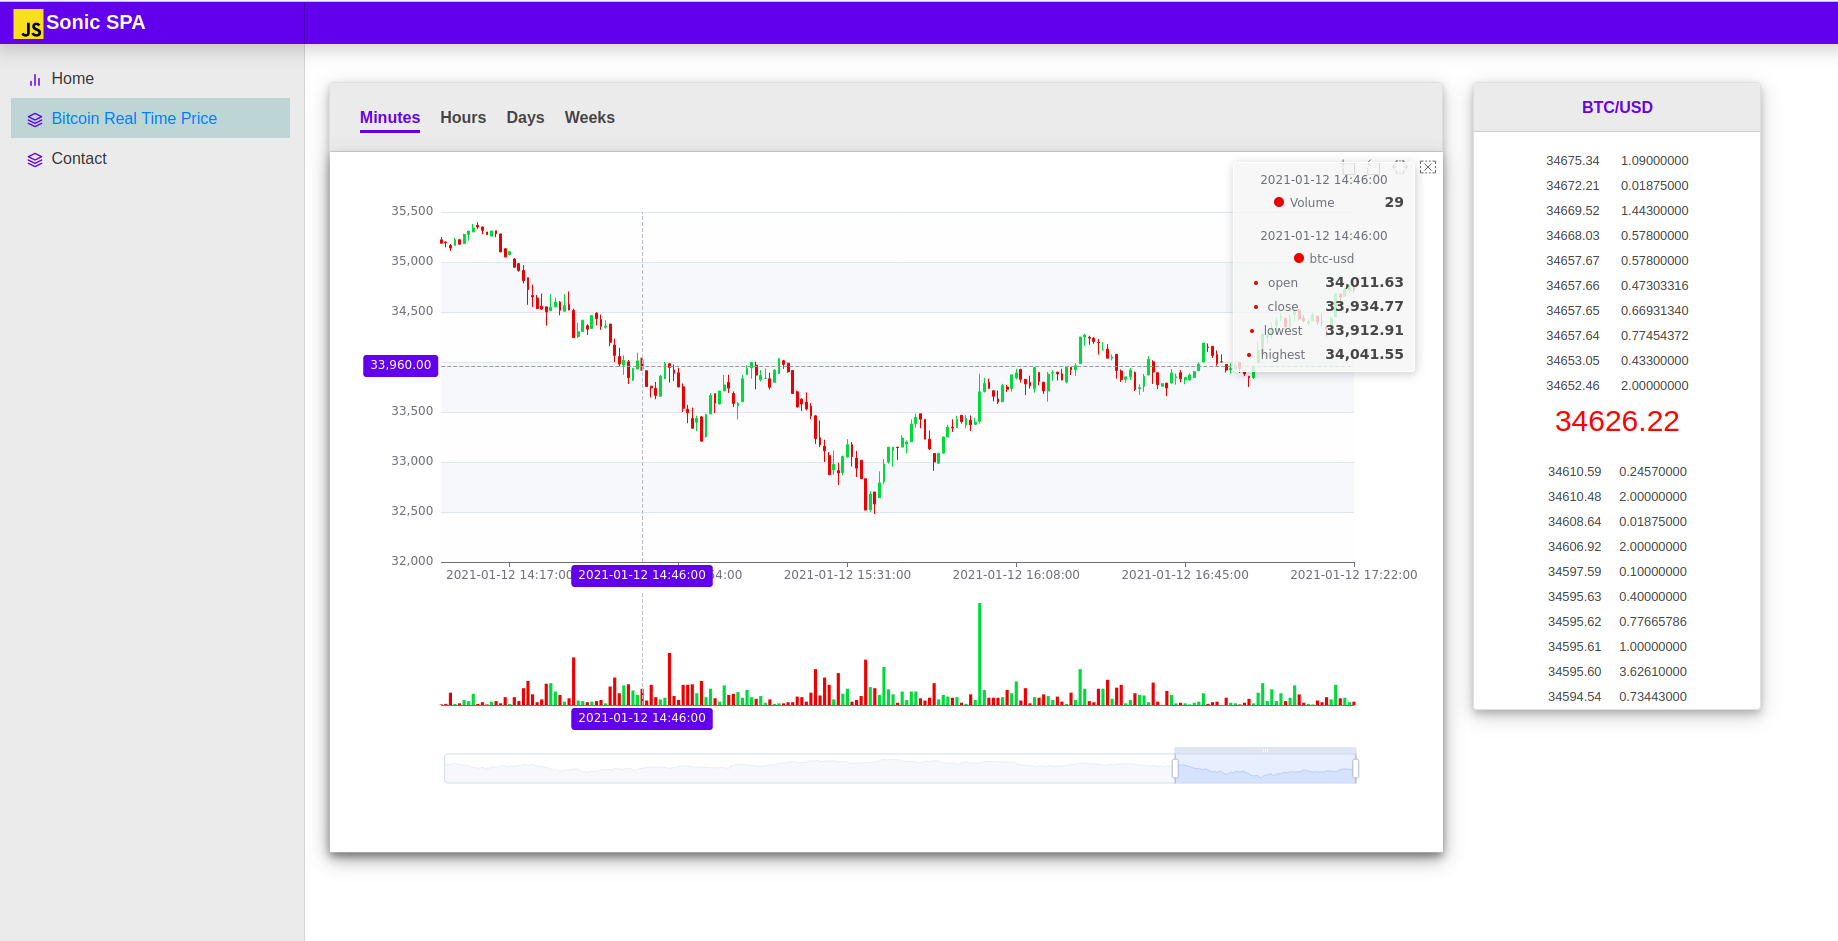 JS Sonic SPA
Home
Bitcoin Real Time Price
Contact
Minutes Hours Days Weeks
2021-01-12 14:46:00
Volume 29
2021-01-12 14:46:00
btc-usd
open 34,011.63
close 33,934.77
lowest 33,912.91
highest 34,041.55
35,500
35,000
34,500
33,960.00
33,500
33,000
32,500
32,000
2021-01-12 14:17:00 2021-01-12 14:46:00 54:00 2021-01-12 15:31:00 2021-01-12 16:08:00 2021-01-12 16:45:00 2021-01-12 17:22:00
2021-01-12 14:46:00
BTC/USD
34675.34 1.09000000
34672.21 0.01875000
34669.52 1.44300000
34668.03 0.57800000
34657.67 0.57800000
34657.66 0.47303316
34657.65 0.66931340
34657.64 0.77454372
34653.05 0.43300000
34652.46 2.00000000
34626.22
34610.59 0.24570000
34610.48 2.00000000
34608.64 0.01875000
34606.92 2.00000000
34597.59 0.10000000
34595.63 0.40000000
34595.62 0.77665786
34595.61 1.00000000
34595.60 3.62610000
34594.54 0.73443000